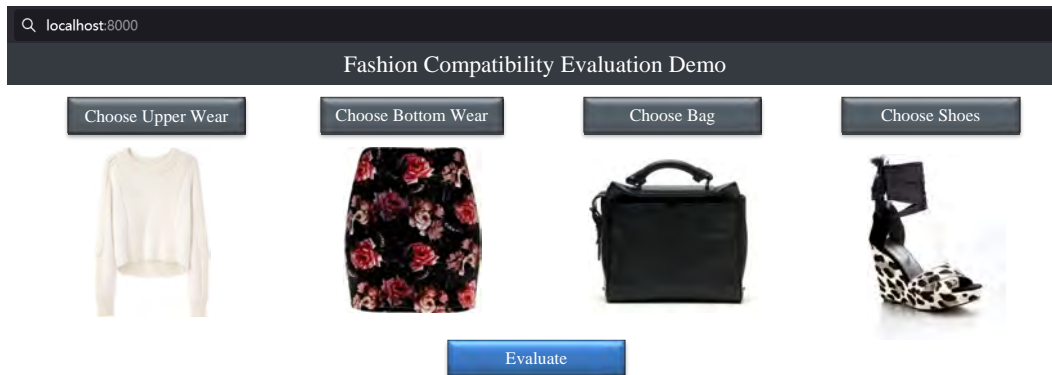 localhost:8000
Fashion Compatibility Evaluation Demo
Choose Upper Wear
Choose Bottom Wear
Choose Bag
Choose Shoes
Evaluate